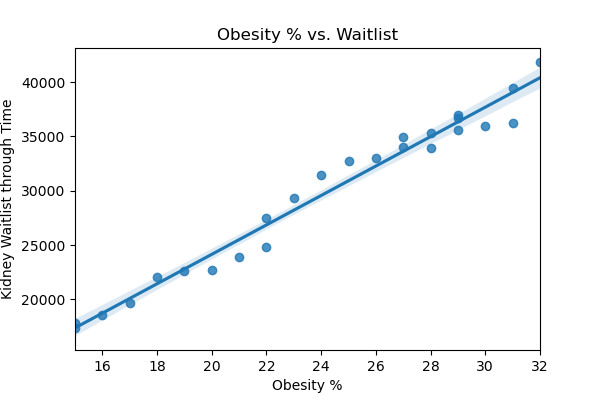 Obesity % vs. Waitlist
Kidney Waitlist through Time
40000
35000
30000
25000
20000
16 18 20 22 24 26 28 30 32
Obesity %